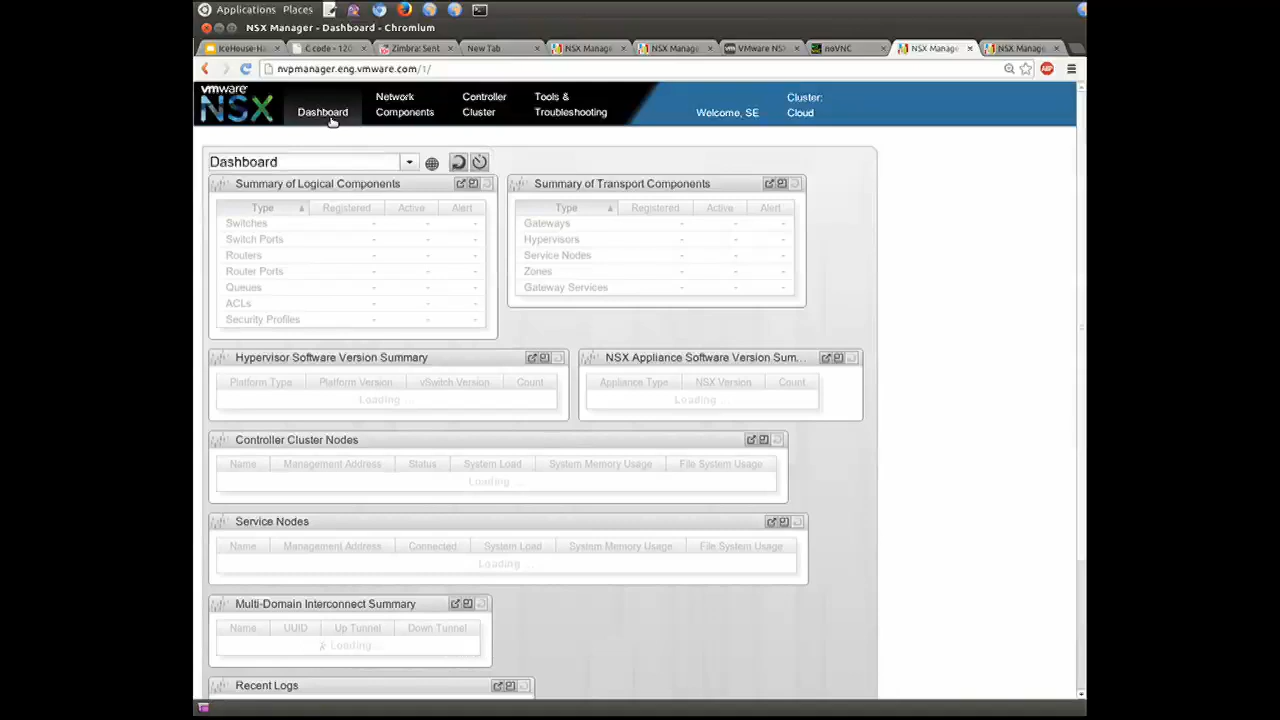 Applications Places
NSX Manager - Dashboard - Chromium
IceHouse-Ha
C code - 120
Zimbra: Sent
New Tab
NSX Manage
NSX Manage
VMware NSX
noVNC
NSX Manage
NSX Manage
nvpmanager.eng.vmware.com/1/
ABP
vmware
NSX
Dashboard
Network
Components
Controller
Cluster
Tools &
Troubleshooting
Welcome, SE
Cluster:
Cloud
Dashboard
Summary of Logical Components
Type Registered Active Alert
Switches - - -
Switch Ports - - -
Routers - - -
Router Ports - - -
Queues - - -
ACLs - - -
Security Profiles - - -
Summary of Transport Components
Type Registered Active Alert
Gateways - - -
Hypervisors - - -
Service Nodes - - -
Zones - - -
Gateway Services - - -
Hypervisor Software Version Summary
Platform Type Platform Version vSwitch Version Count
Loading ...
NSX Appliance Software Version Sum...
Appliance Type NSX Version Count
Loading ...
Controller Cluster Nodes
Name Management Address Status System Load System Memory Usage File System Usage
Loading ...
Service Nodes
Name Management Address Connected System Load System Memory Usage File System Usage
Loading ...
Multi-Domain Interconnect Summary
Name UUID Up Tunnel Down Tunnel
Loading ...
Recent Logs